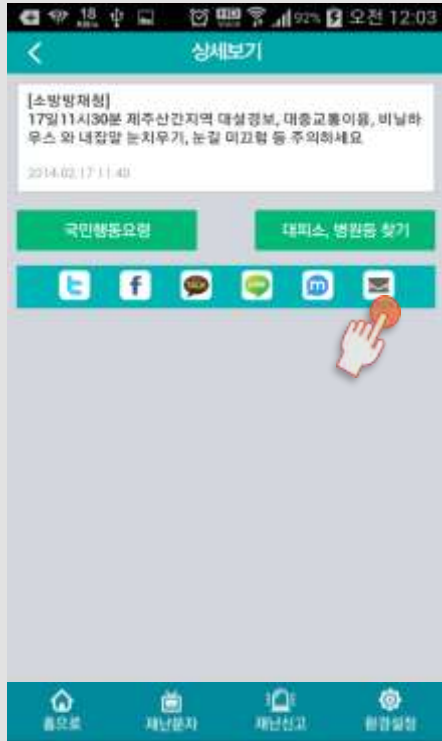 18
92%
오전 12:03
상세보기
[소방방재청]
17일11시30분 제주산간지역 대설경보, 대중교통이용, 비닐하
우스 와 내집앞 눈치우기, 눈길 미끄럼 등 주의하세요
2014.02.17 11:40
국민행동요령
대피소, 병원등 찾기
홈으로
재난문자
재난신고
환경설정